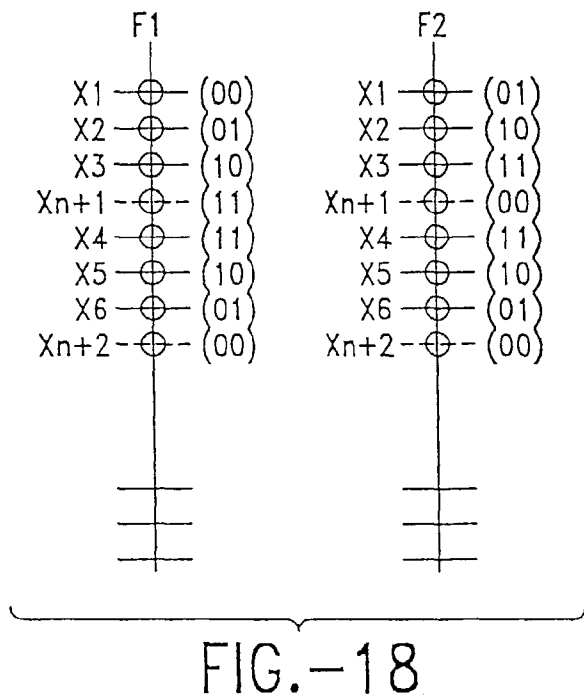 F1 F2
X1 (00) X1 (01)
X2 (01) X2 (10)
X3 (10) X3 (11)
Xn+1 (11) Xn+1 (00)
X4 (11) X4 (11)
X5 (10) X5 (10)
X6 (01) X6 (01)
Xn+2 (00) Xn+2 (00)
FIG.-18